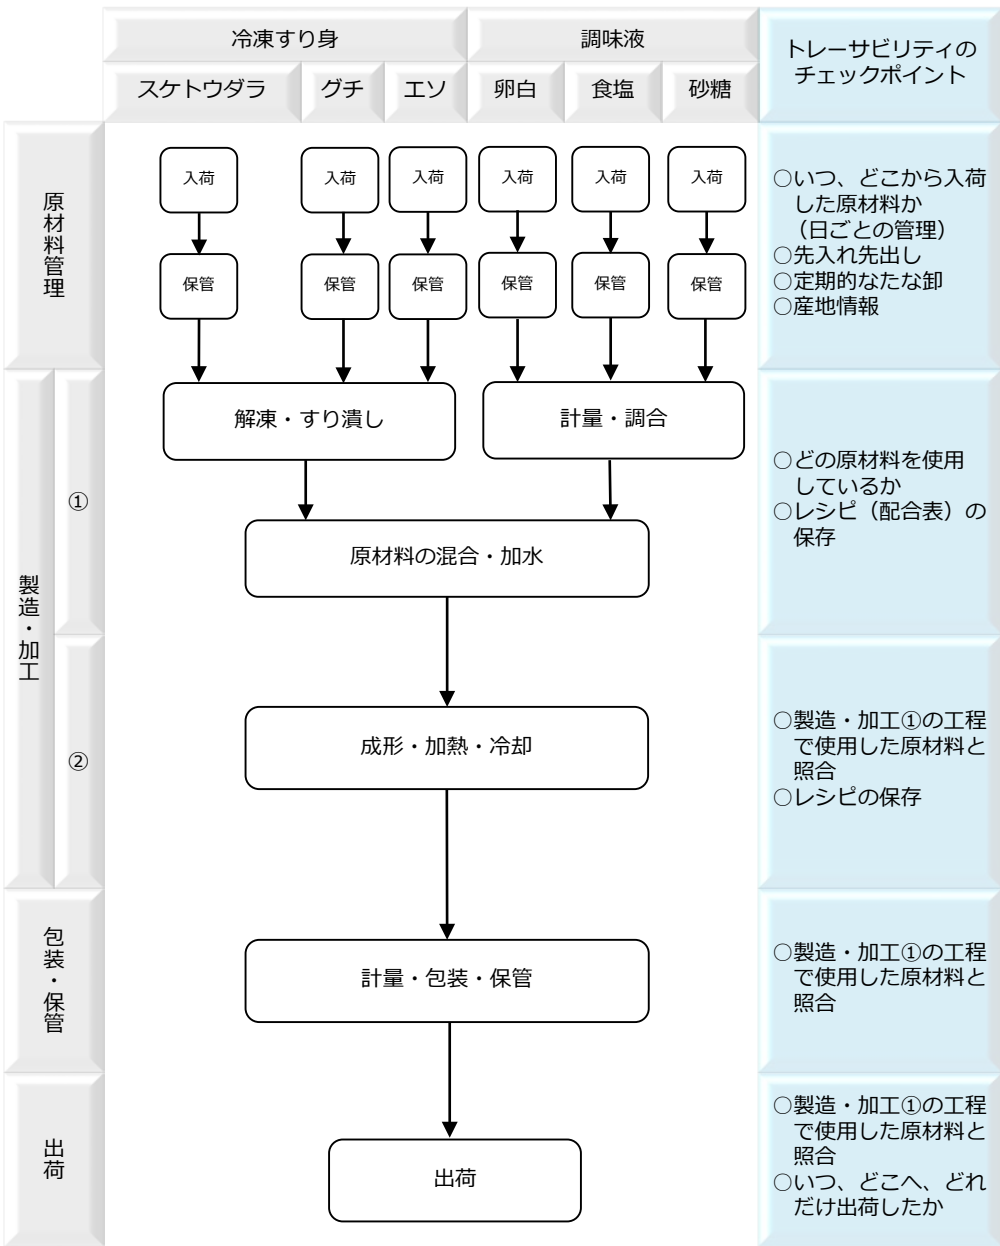 冷凍すり身
調味液
トレーサビリティの
チェックポイント
スケトウダラ
グチ
エソ
卵白
食塩
砂糖
原材料管理
入荷
入荷
入荷
入荷
入荷
入荷
保管
保管
保管
保管
保管
保管
○いつ、どこから入荷
した原材料か
（日ごとの管理）
○先入れ先出し
○定期的なたな卸
○産地情報
製造・加工
①
解凍・すり潰し
計量・調合
原材料の混合・加水
○どの原材料を使用
しているか
○レシピ（配合表）の
保存
②
成形・加熱・冷却
○製造・加工①の工程
で使用した原材料と
照合
○レシピの保存
包装・保管
計量・包装・保管
○製造・加工①の工程
で使用した原材料と
照合
出荷
出荷
○製造・加工①の工程
で使用した原材料と
照合
○いつ、どこへ、どれ
だけ出荷したか